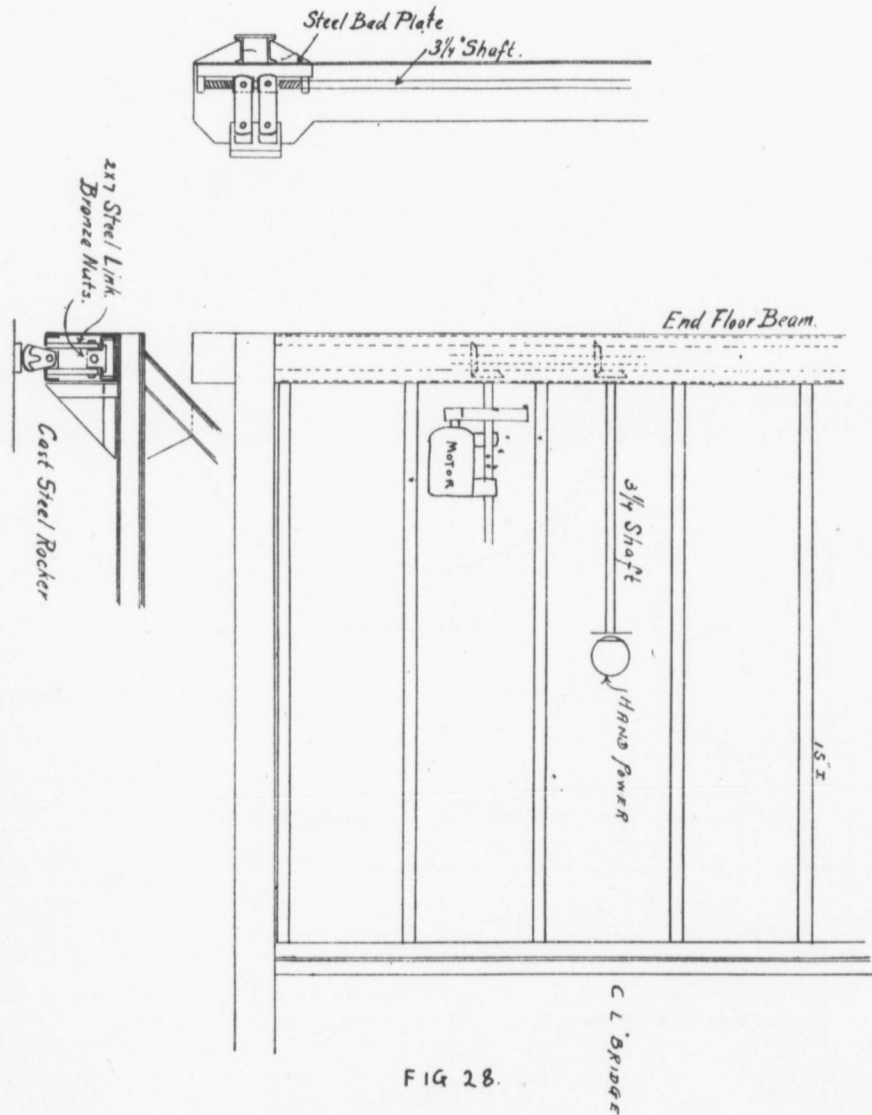 Steel Bad Plate
3¼" Shaft.
2x7 Steel Link.
Bronze Nuts.
Cast Steel Rocker
End Floor Beam.
MOTOR
3¼ Shaft
HAND POWER
15" I
C L BRIDGE
FIG 28.